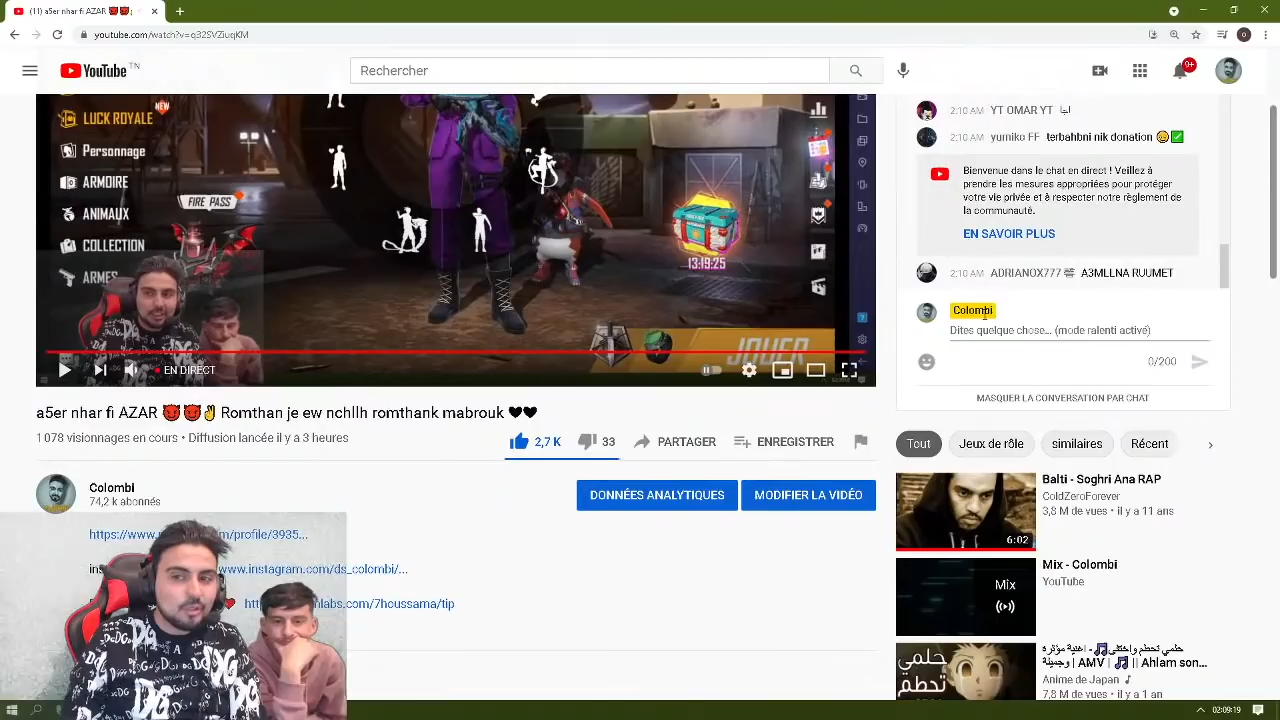 (11) a5er nhar fi AZAR
youtube.com/watch?v=q32SVZiuqKM
YouTube TN
Rechercher
9+
LUCK ROYALE
NEW
Personnage
ARMOIRE
FIRE PASS
ANIMAUX
COLLECTION
ARMES
13:19:25
JOUER
EN DIRECT
2:10 AM YT OMAR YT
2:10 AM yumiko FF terbahbni nik donation 😀✅
Bienvenue dans le chat en direct ! Veillez à
prendre les mesures appropriées pour protéger
votre vie privée et à respecter notre règlement de
la communauté.
EN SAVOIR PLUS
2:10 AM ADRIANOX777 A3MLLNA RUUMET
Colombi
Dites quelque chose... (mode ralenti activé)
0/200
MASQUER LA CONVERSATION PAR CHAT
a5er nhar fi AZAR 😈😈✌ Romthan je ew nchllh romthank mabrouk 🖤🖤
1 078 visionnages en cours • Diffusion lancée il y a 3 heures
2,7 K
33
PARTAGER
ENREGISTRER
Colombi
74,2 k abonnés
DONNÉES ANALYTIQUES
MODIFIER LA VIDÉO
m/profile/3935...
www.instagram.com/ds_colombi/...
mlabs.com/7houssama/tip
Tout
Jeux de rôle
similaires
Récent
Balti - Soghri Ana RAP
ColdZeroForever
3,8 M de vues • il y a 11 ans
6:02
Mix - Colombi
YouTube
Mix
حلمي
تحطم
وجميلة | AMV | 🎵 | Ahlam son...
Anime de Japan
7,8 M de vues • il y a 1 an
02:09:19